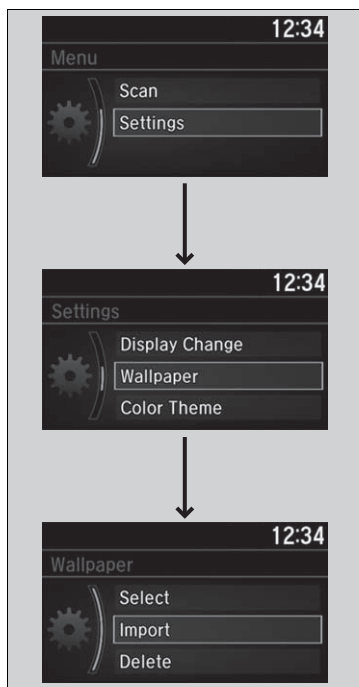 12:34
Menu
Scan
Settings
12:34
Settings
Display Change
Wallpaper
Color Theme
12:34
Wallpaper
Select
Import
Delete